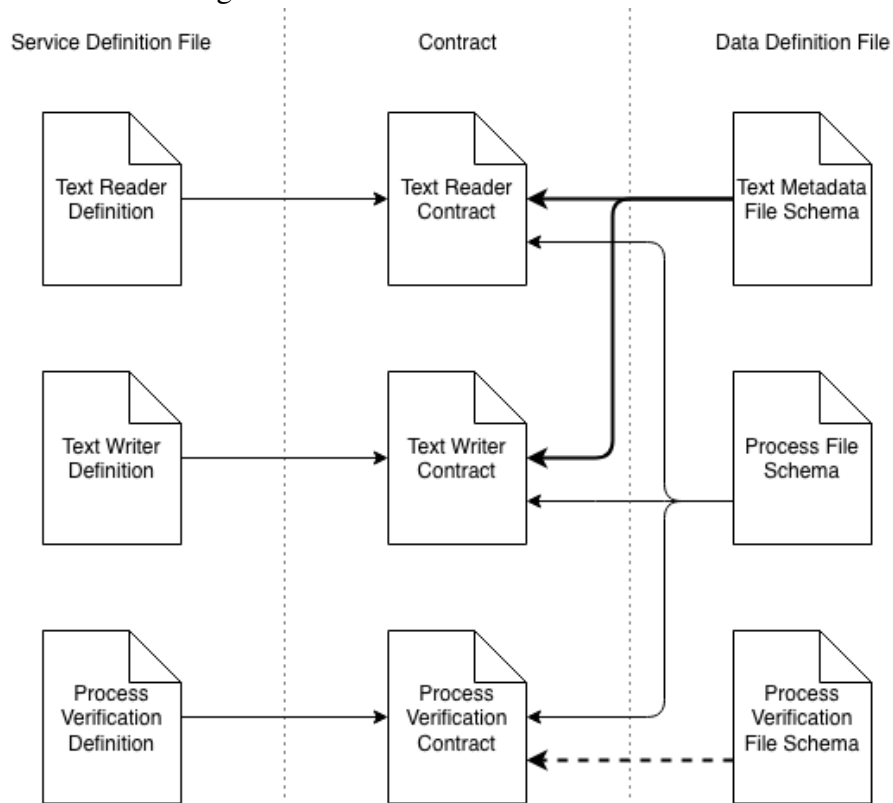 Service Definition File
Contract
Data Definition File
Text Reader
Definition
Text Reader
Contract
Text Metadata
File Schema
Text Writer
Definition
Text Writer
Contract
Process File
Schema
Process
Verification
Definition
Process
Verification
Contract
Process
Verification
File Schema